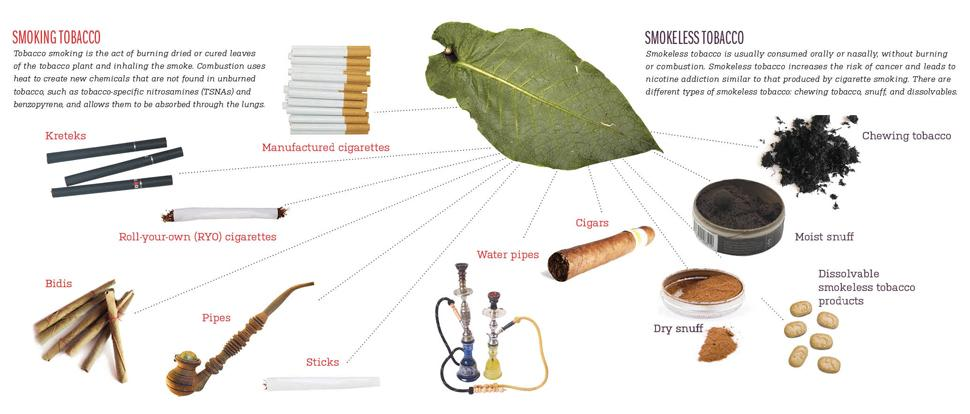 SMOKING TOBACCO
Tobacco smoking is the act of burning dried or cured leaves
of the tobacco plant and inhaling the smoke. Combustion uses
heat to create new chemicals that are not found in unburned
tobacco, such as tobacco-specific nitrosamines (TSNAs) and
benzopyrene, and allows them to be absorbed through the lungs.
SMOKELESS TOBACCO
Smokeless tobacco is usually consumed orally or nasally, without burning
or combustion. Smokeless tobacco increases the risk of cancer and leads to
nicotine addiction similar to that produced by cigarette smoking. There are
different types of smokeless tobacco: chewing tobacco, snuff, and dissolvables.
Kreteks
Manufactured cigarettes
Chewing tobacco
Roll-your-own (RYO) cigarettes
Cigars
Moist snuff
Water pipes
Bidis
Dissolvable
smokeless tobacco
products
Pipes
Dry snuff
Sticks